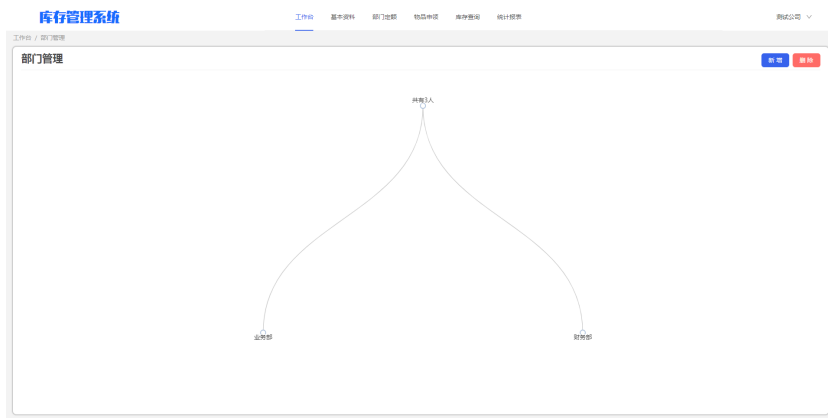 库存管理系统
工作台 基本资料 部门定额 物品申领 库存查询 统计报表 测试公司
工作台 / 部门管理
部门管理 新增 删除
共有3人
业务部 财务部